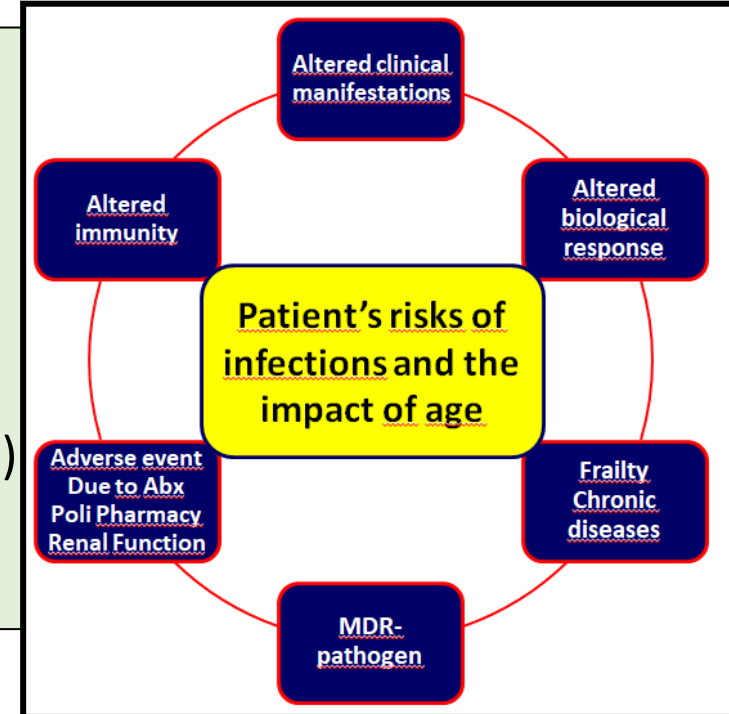 Altered clinical
manifestations
Altered
immunity
Altered
biological
response
Patient's risks of
infections and the
impact of age
)
Adverse event
Due to Abx
Poli Pharmacy
Renal Function
Frailty
Chronic
diseases
MDR-
pathogen